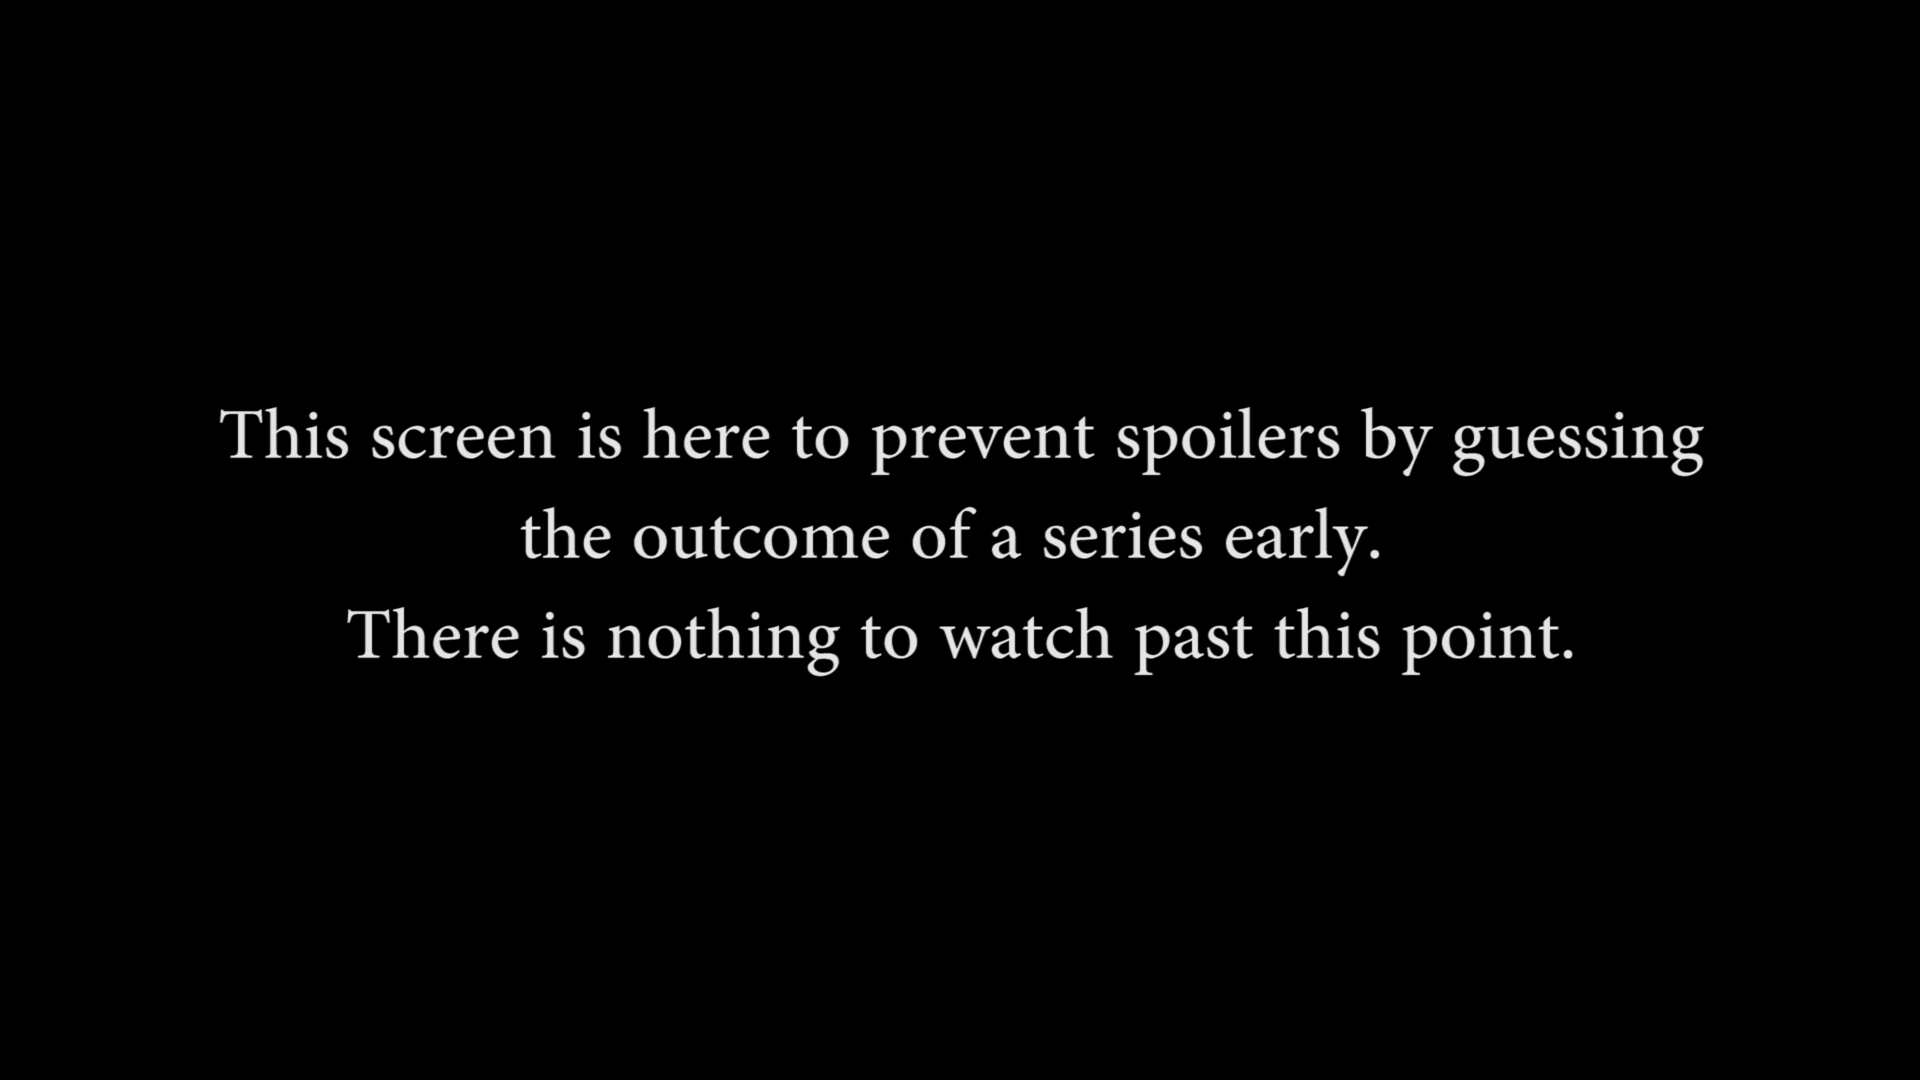 This screen is here to prevent spoilers by guessing
the outcome of a series early.
There is nothing to watch past this point.